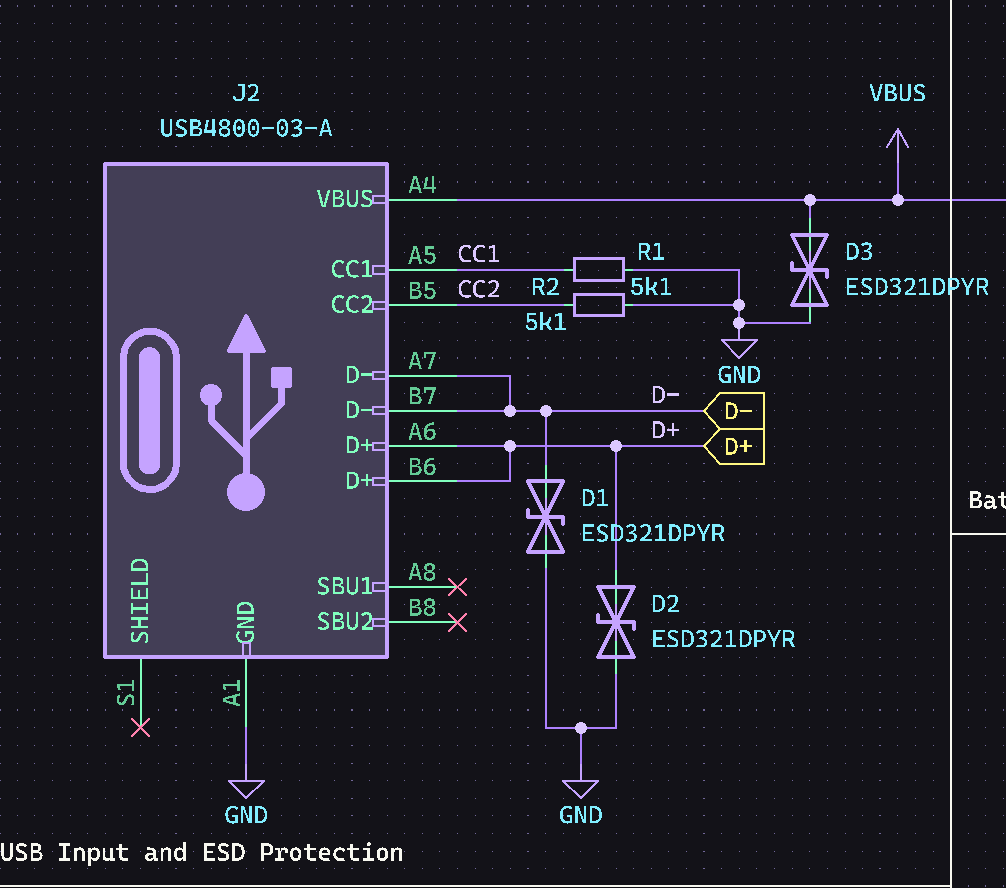 J2
USB4800-03-A
VBUS
VBUS
A4
CC1
A5
CC1
R1
D3
CC2
B5
CC2
R2
5k1
ESD321DPYR
5k1
GND
D-
A7
D-
B7
D-
D-
D+
A6
D+
D+
D+
B6
D1
ESD321DPYR
SBU1
A8
SBU2
B8
D2
ESD321DPYR
SHIELD
GND
S1
A1
GND
GND
Bat
USB Input and ESD Protection